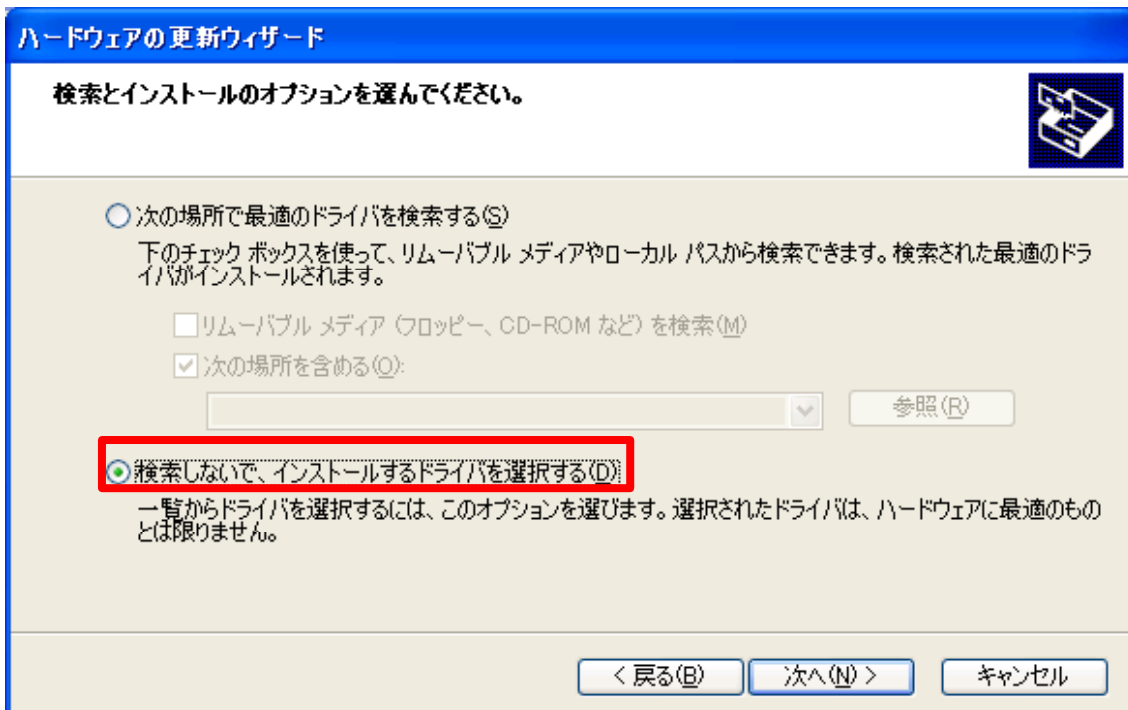 ハードウェアの更新ウィザード
検索とインストールのオプションを選んでください。
次の場所で最適のドライバを検索する(S)
下のチェック ボックスを使って、リムーバブル メディアやローカル パスから検索できます。検索された最適のドラ
イバがインストールされます。
リムーバブル メディア (フロッピー、CD-ROM など) を検索(M)
次の場所を含める(O):
参照(R)
検索しないで、インストールするドライバを選択する(D)
一覧からドライバを選択するには、このオプションを選びます。選択されたドライバは、ハードウェアに最適のもの
とは限りません。
< 戻る(B) 次へ(N) > キャンセル